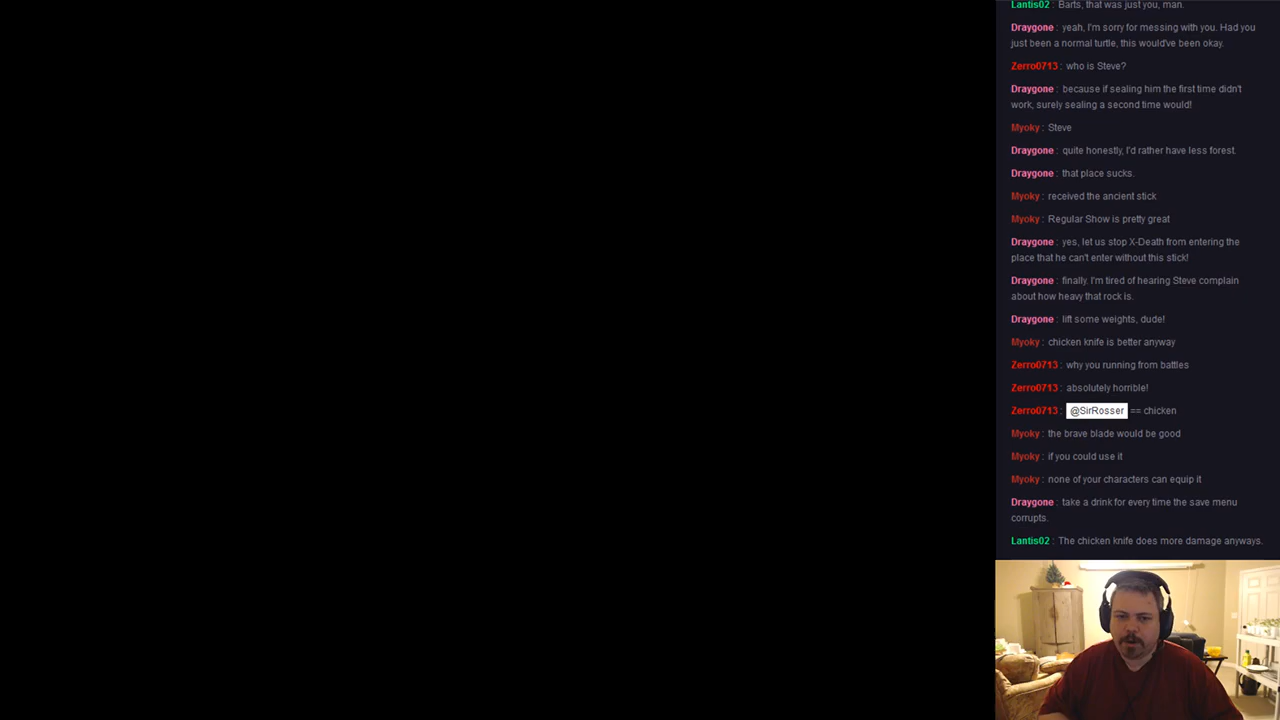 Lantis02 : Barts, that was just you, man.
Draygone : yeah, I'm sorry for messing with you. Had you
just been a normal turtle, this would've been okay.
Zerro0713 : who is Steve?
Draygone : because if sealing him the first time didn't
work, surely sealing a second time would!
Myoky : Steve
Draygone : quite honestly, I'd rather have less forest.
Draygone : that place sucks.
Myoky : received the ancient stick
Myoky : Regular Show is pretty great
Draygone : yes, let us stop X-Death from entering the
place that he can't enter without this stick!
Draygone : finally. I'm tired of hearing Steve complain
about how heavy that rock is.
Draygone : lift some weights, dude!
Myoky : chicken knife is better anyway
Zerro0713 : why you running from battles
Zerro0713 : absolutely horrible!
Zerro0713 : @SirRosser == chicken
Myoky : the brave blade would be good
Myoky : if you could use it
Myoky : none of your characters can equip it
Draygone : take a drink for every time the save menu
corrupts.
Lantis02 : The chicken knife does more damage anyways.